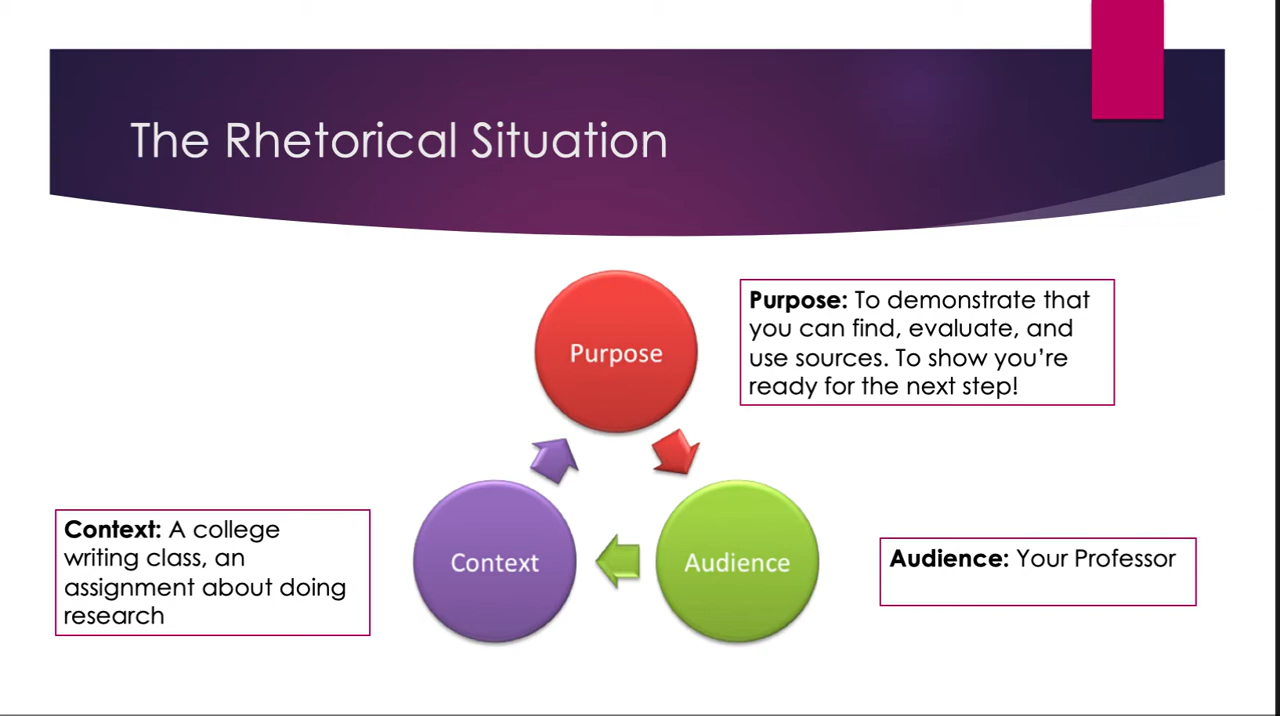 The Rhetorical Situation
Purpose
Purpose: To demonstrate that
you can find, evaluate, and
use sources. To show you’re
ready for the next step!
Context: A college
writing class, an
assignment about doing
research
Context
Audience
Audience: Your Professor